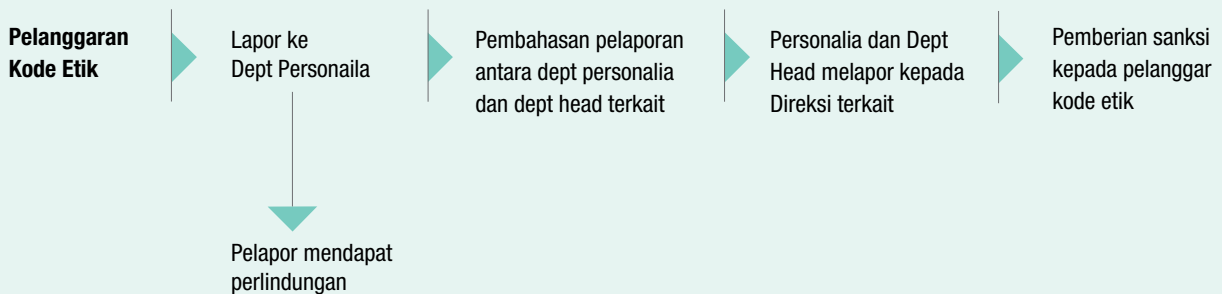 Pelanggaran
Kode Etik
Lapor ke
Dept Personaila
Pembahasan pelaporan
antara dept personalia
dan dept head terkait
Personalia dan Dept
Head melapor kepada
Direksi terkait
Pemberian sanksi
kepada pelanggar
kode etik
Pelapor mendapat
perlindungan